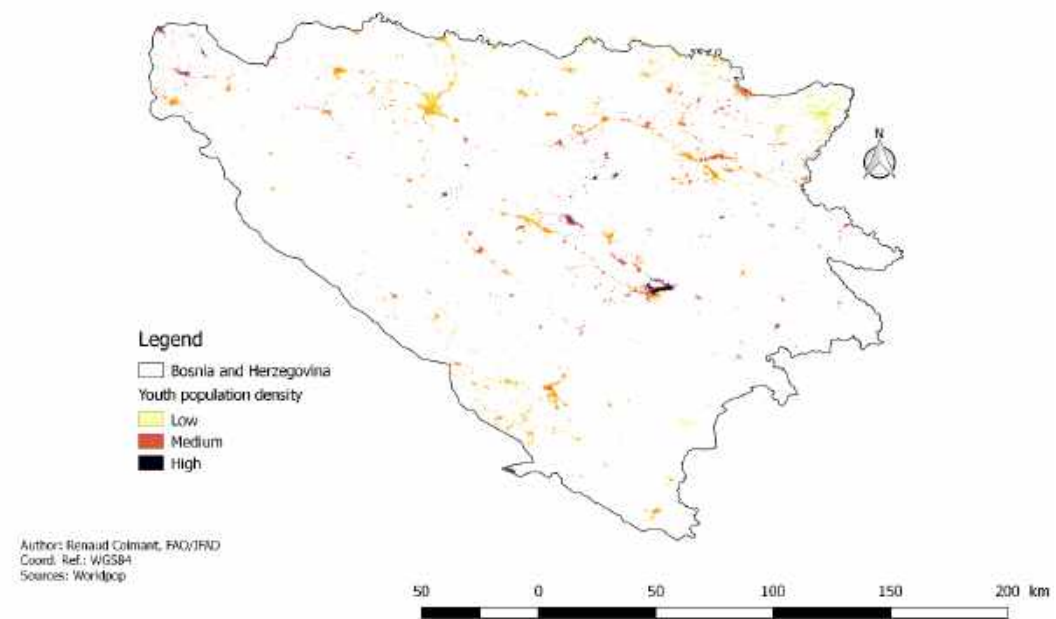 N
Legend
Bosnia and Herzegovina
Youth population density
Low
Medium
High
Author: Renaud Colmant, FAO/IFAD
Coord. Ref.: WGS84
Sources: Worldpop
50 0 50 100 150 200 km